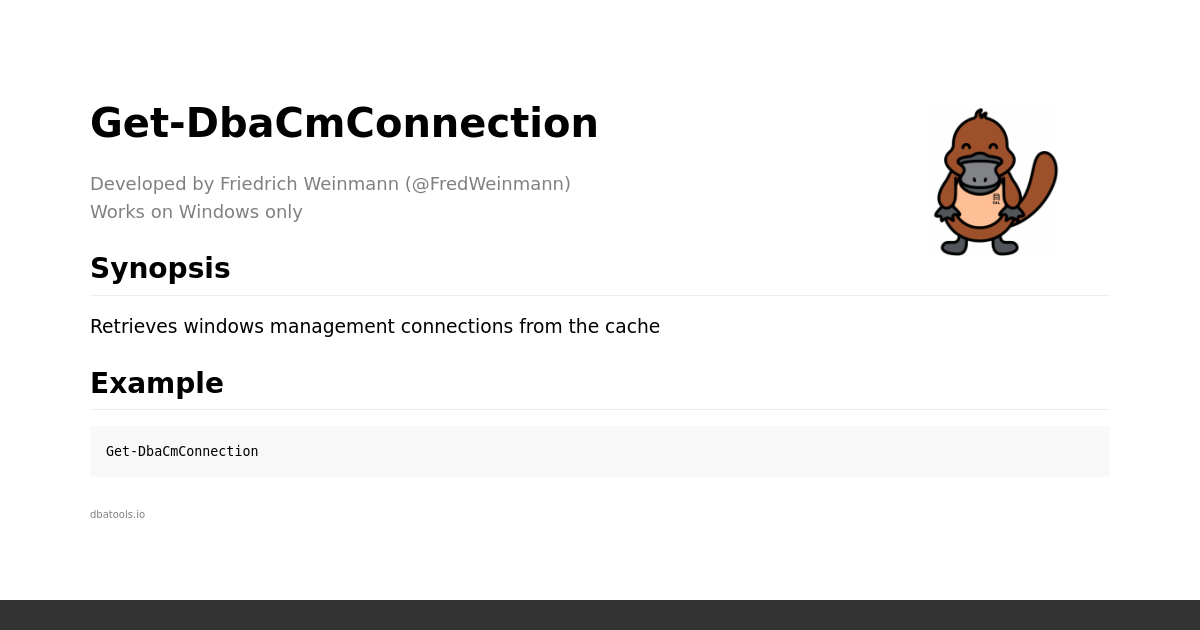 Get-DbaCmConnection
Developed by Friedrich Weinmann (@FredWeinmann)
Works on Windows only
Synopsis
Retrieves windows management connections from the cache
Example
Get-DbaCmConnection
dbatools.io